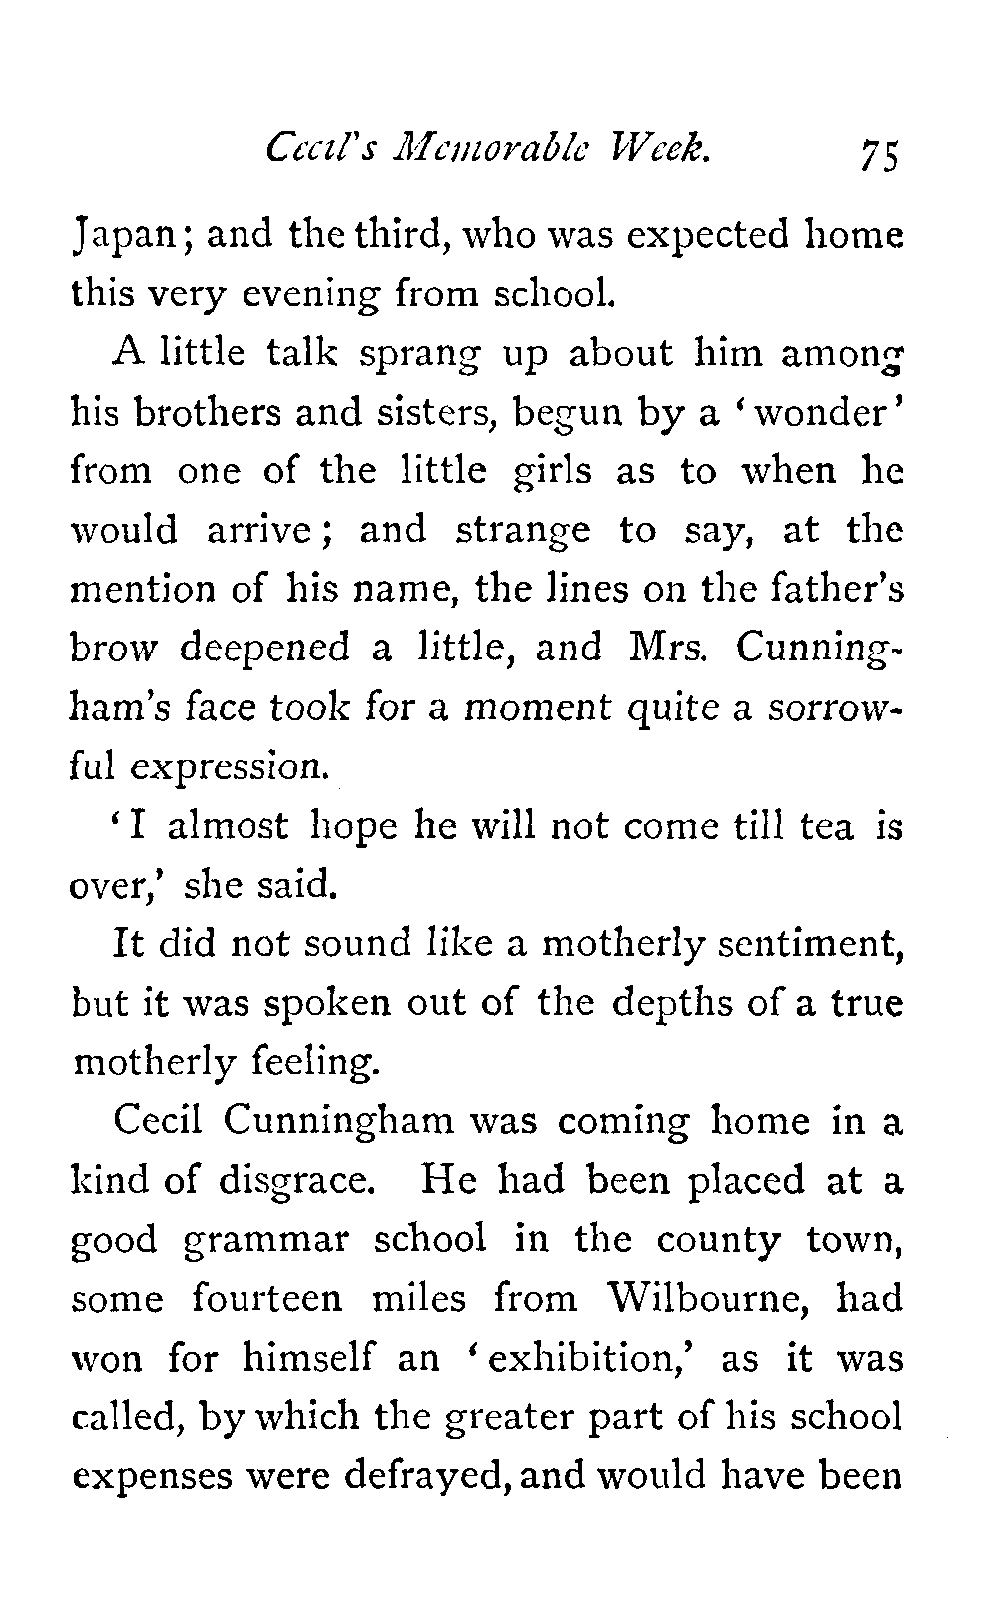 Cecil's Memorable Week. 75
Japan; and the third, who was expected home
this very evening from school.
A little talk sprang up about him among
his brothers and sisters, begun by a ‘wonder’
from one of the little girls as to when he
would arrive; and strange to say, at the
mention of his name, the lines on the father's
brow deepened a little, and Mrs. Cunning-
ham's face took for a moment quite a sorrow-
ful expression.
‘I almost hope he will not come till tea is
over,’ she said.
It did not sound like a motherly sentiment,
but it was spoken out of the depths of a true
motherly feeling.
Cecil Cunningham was coming home in a
kind of disgrace. He had been placed at a
good grammar school in the county town,
some fourteen miles from Wilbourne, had
won for himself an ‘exhibition,’ as it was
called, by which the greater part of his school
expenses were defrayed, and would have been